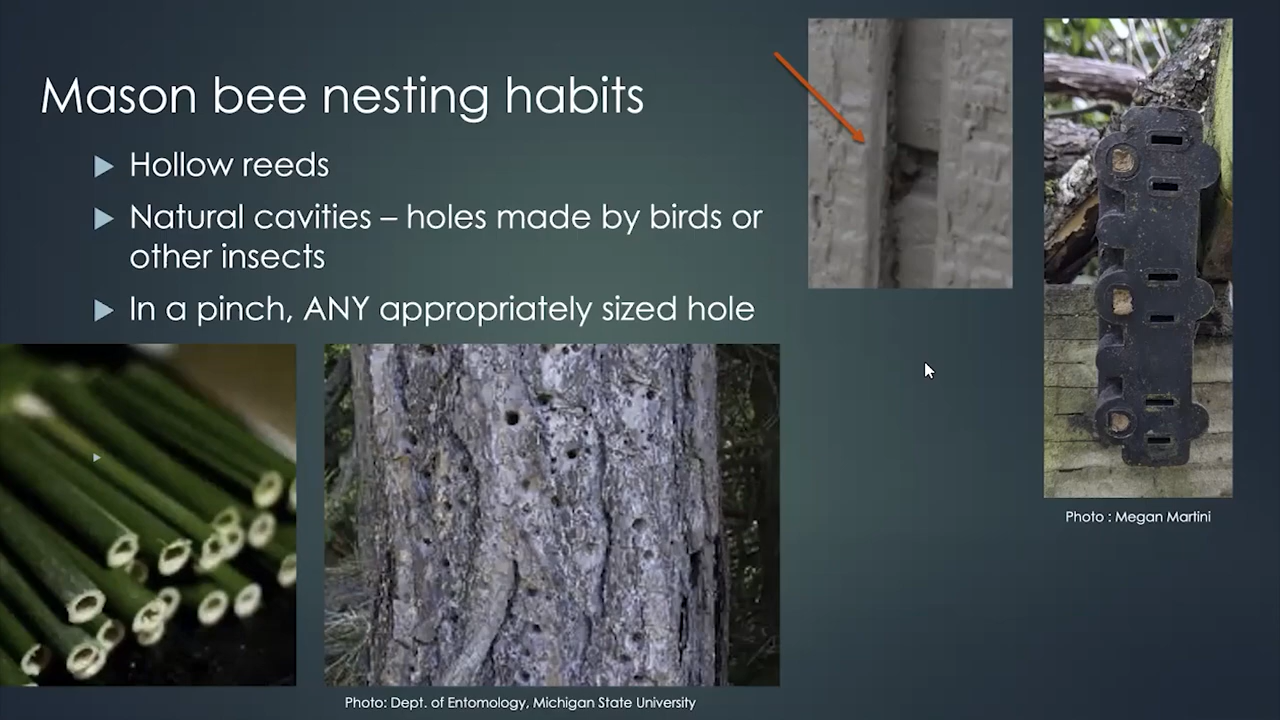 Mason bee nesting habits
Hollow reeds
Natural cavities – holes made by birds or
other insects
In a pinch, ANY appropriately sized hole
Photo : Megan Martini
Photo: Dept. of Entomology, Michigan State University